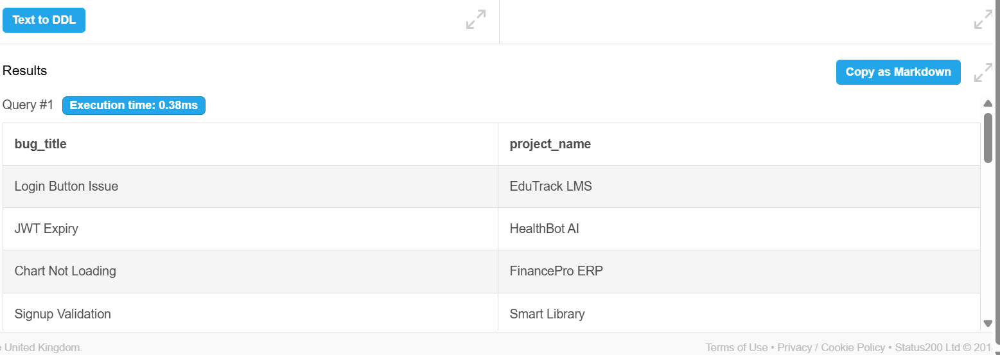 Text to DDL
Results
Copy as Markdown
Query #1 Execution time: 0.38ms
bug_title project_name
Login Button Issue EduTrack LMS
JWT Expiry HealthBot AI
Chart Not Loading FinancePro ERP
Signup Validation Smart Library
United Kingdom. Terms of Use • Privacy / Cookie Policy • Status200 Ltd ©